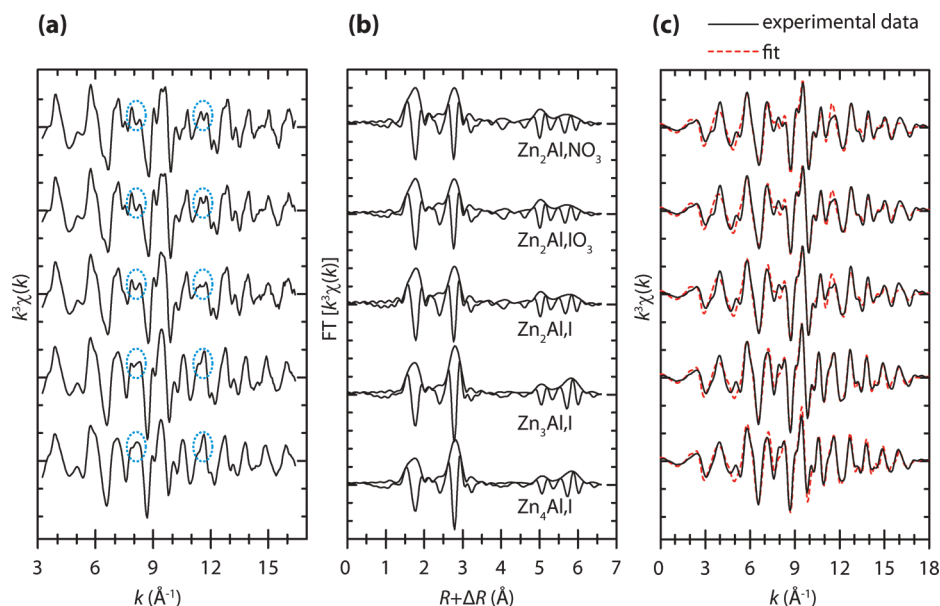 (a)
(b)
(c)
experimental data
fit
k³χ(k)
3
6
9
12
15
k (Å⁻¹)
FT [k³χ(k)]
Zn₂Al,NO₃
Zn₂Al,IO₃
Zn₂Al,I
Zn₃Al,I
Zn₄Al,I
0 1 2 3 4 5 6 7
R+ΔR (Å)
k³χ(k)
0 3 6 9 12 15 18
k (Å⁻¹)